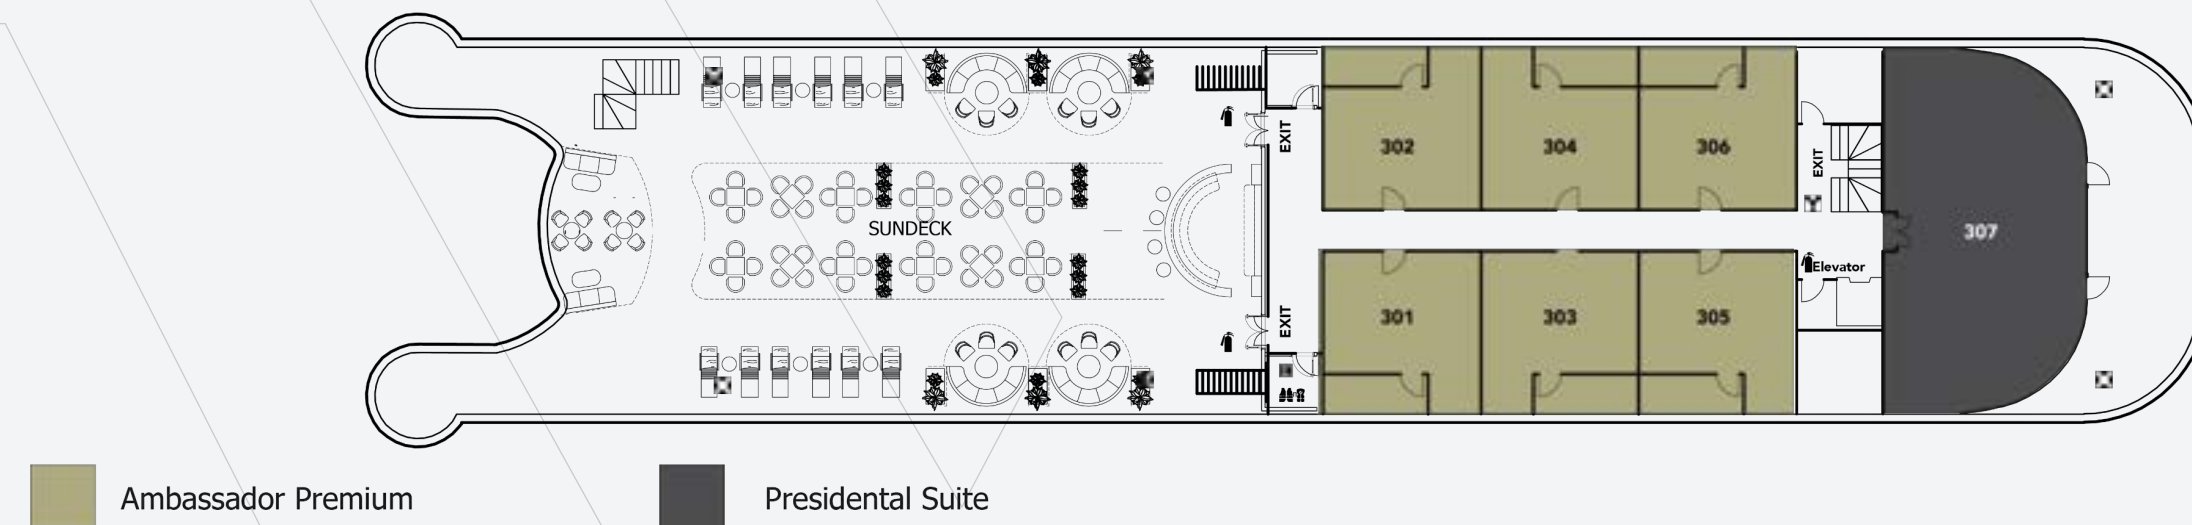 EXIT
302
304
306
EXIT
SUNDECK
307
Elevator
EXIT
301
303
305
Ambassador Premium
Presidental Suite